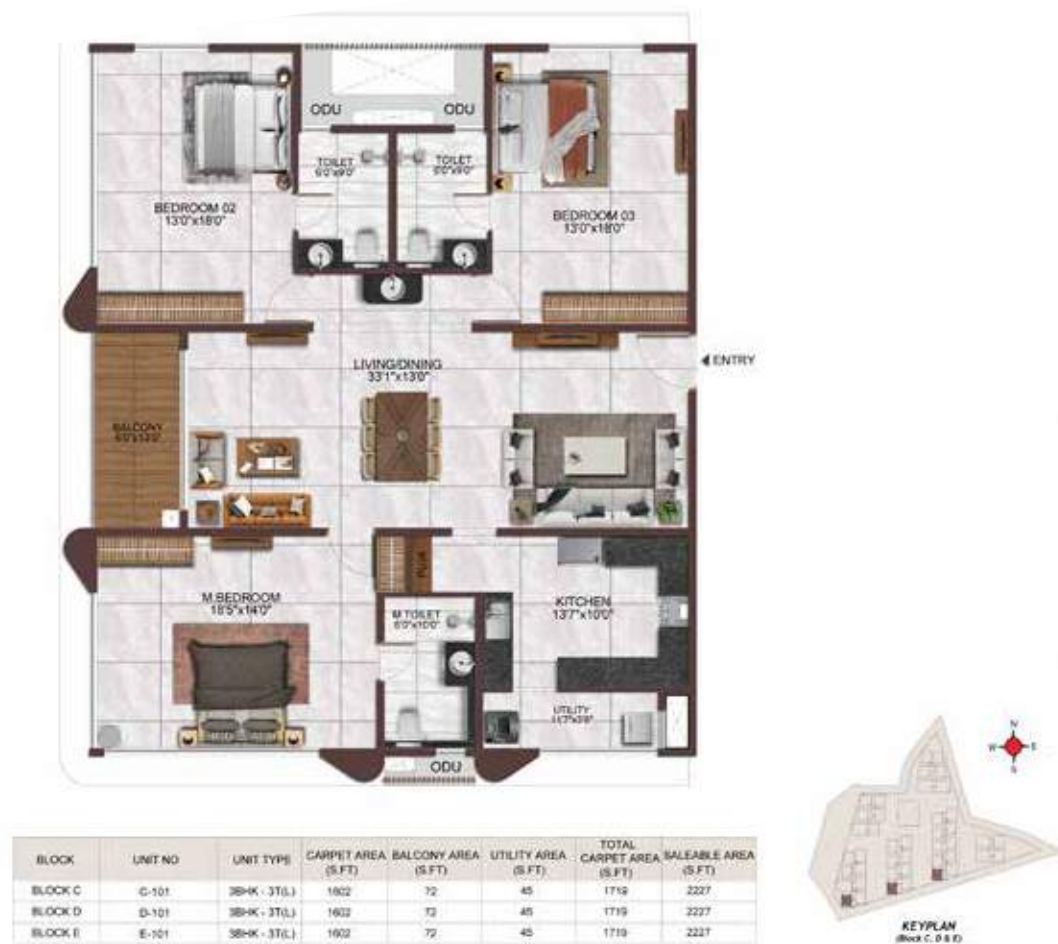 ODU ODU
TOILET
6'0"x9'0"
TOILET
6'0"x9'0"
BEDROOM 02
13'0"x18'0"
BEDROOM 03
13'0"x18'0"
LIVING/DINING
33'1"x13'0"
ENTRY
BALCONY
M.BEDROOM
18'5"x14'0"
M.TOILET
6'0"x10'0"
KITCHEN
13'7"x10'0"
UTILITY
ODU
N
W E
S
BLOCK UNIT NO UNIT TYPE CARPET AREA (S.FT) BALCONY AREA (S.FT) UTILITY AREA (S.FT) TOTAL CARPET AREA (S.FT) SALEABLE AREA (S.FT)
BLOCK C C-101 3BHK - 3T(L) 1602 72 45 1719 2227
BLOCK D D-101 3BHK - 3T(L) 1602 72 45 1719 2227
BLOCK E E-101 3BHK - 3T(L) 1602 72 45 1719 2227
KEYPLAN
(Block C, D & E)